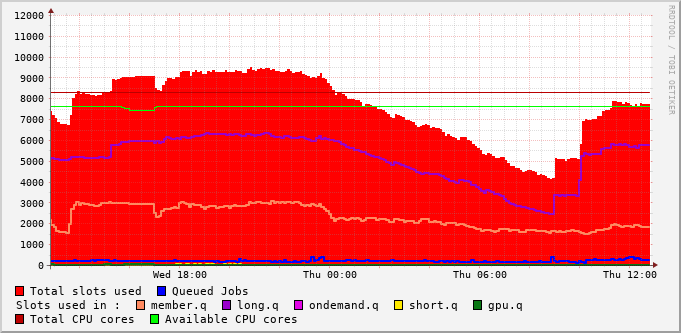 12000
11000
10000
9000
8000
7000
6000
5000
4000
3000
2000
1000
0
Wed 18:00 Thu 00:00 Thu 06:00 Thu 12:00
Total slots used Queued Jobs
Slots used in : member.q long.q ondemand.q short.q gpu.q
Total CPU cores Available CPU cores
RRDTOOL / TOBI OETIKER